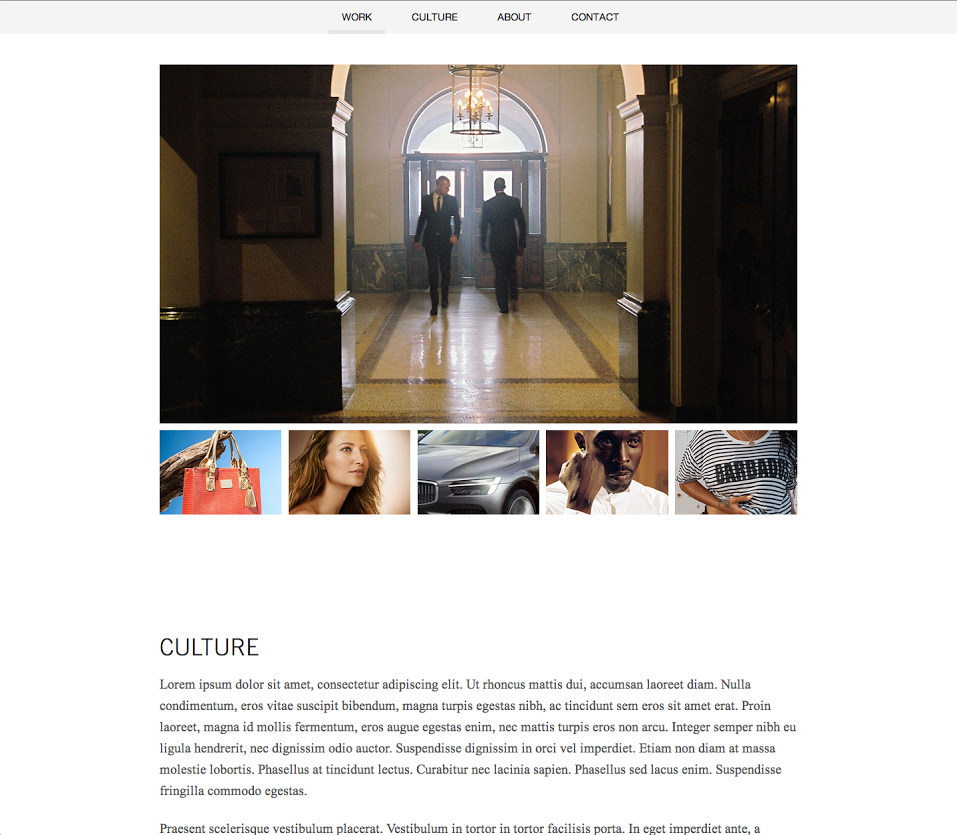 WORK CULTURE ABOUT CONTACT
CULTURE
Lorem ipsum dolor sit amet, consectetur adipiscing elit. Ut rhoncus mattis dui, accumsan laoreet diam. Nulla
condimentum, eros vitae suscipit bibendum, magna turpis egestas nibh, ac tincidunt sem eros sit amet erat. Proin
laoreet, magna id mollis fermentum, eros augue egestas enim, nec mattis turpis eros non arcu. Integer semper nibh eu
ligula hendrerit, nec dignissim odio auctor. Suspendisse dignissim in orci vel imperdiet. Etiam non diam at massa
molestie lobortis. Phasellus at tincidunt lectus. Curabitur nec lacinia sapien. Phasellus sed lacus enim. Suspendisse
fringilla commodo egestas.
Praesent scelerisque vestibulum placerat. Vestibulum in tortor in tortor facilisis porta. In eget imperdiet ante, a